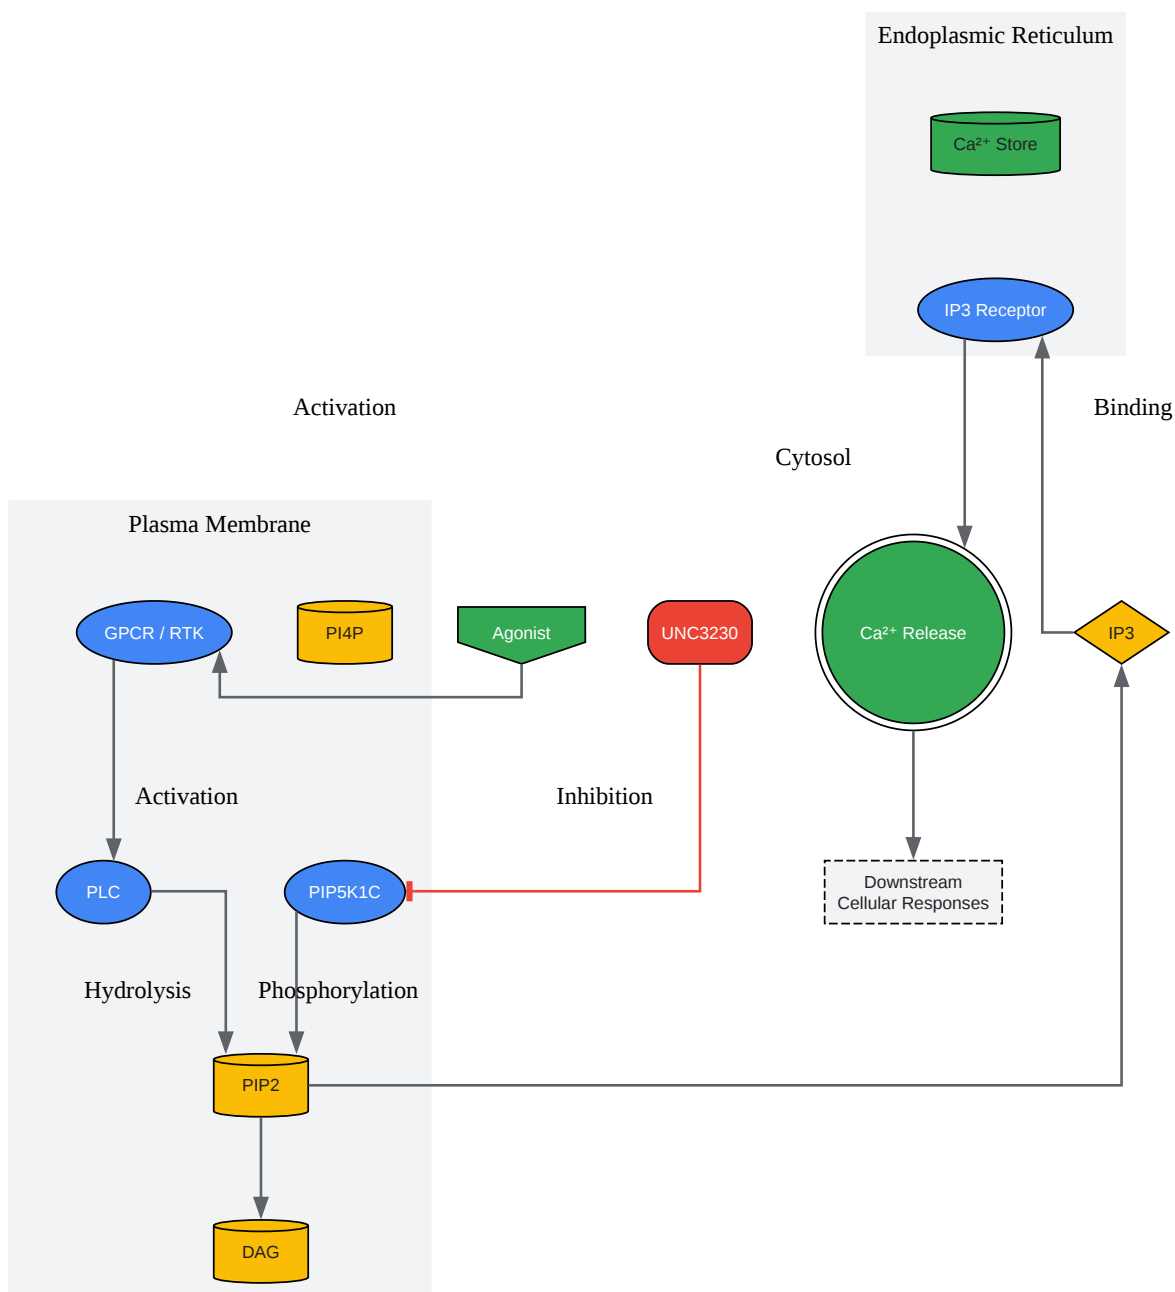 Endoplasmic Reticulum
Ca²⁺ Store
IP3 Receptor
Activation
Binding
Cytosol
Plasma Membrane
GPCR / RTK
PI4P
Agonist
UNC3230
Ca²⁺ Release
IP3
Activation
Inhibition
PLC
PIP5K1C
Downstream
Cellular Responses
Hydrolysis
Phosphorylation
PIP2
DAG